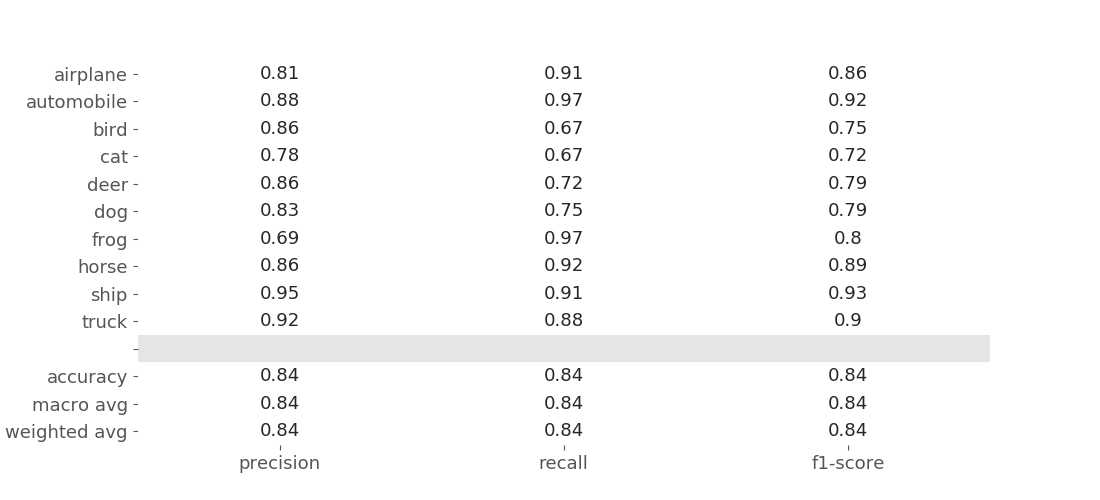 airplane 0.81 0.91 0.86
automobile 0.88 0.97 0.92
bird 0.86 0.67 0.75
cat 0.78 0.67 0.72
deer 0.86 0.72 0.79
dog 0.83 0.75 0.79
frog 0.69 0.97 0.8
horse 0.86 0.92 0.89
ship 0.95 0.91 0.93
truck 0.92 0.88 0.9
accuracy 0.84 0.84 0.84
macro avg 0.84 0.84 0.84
weighted avg 0.84 0.84 0.84
precision recall f1-score